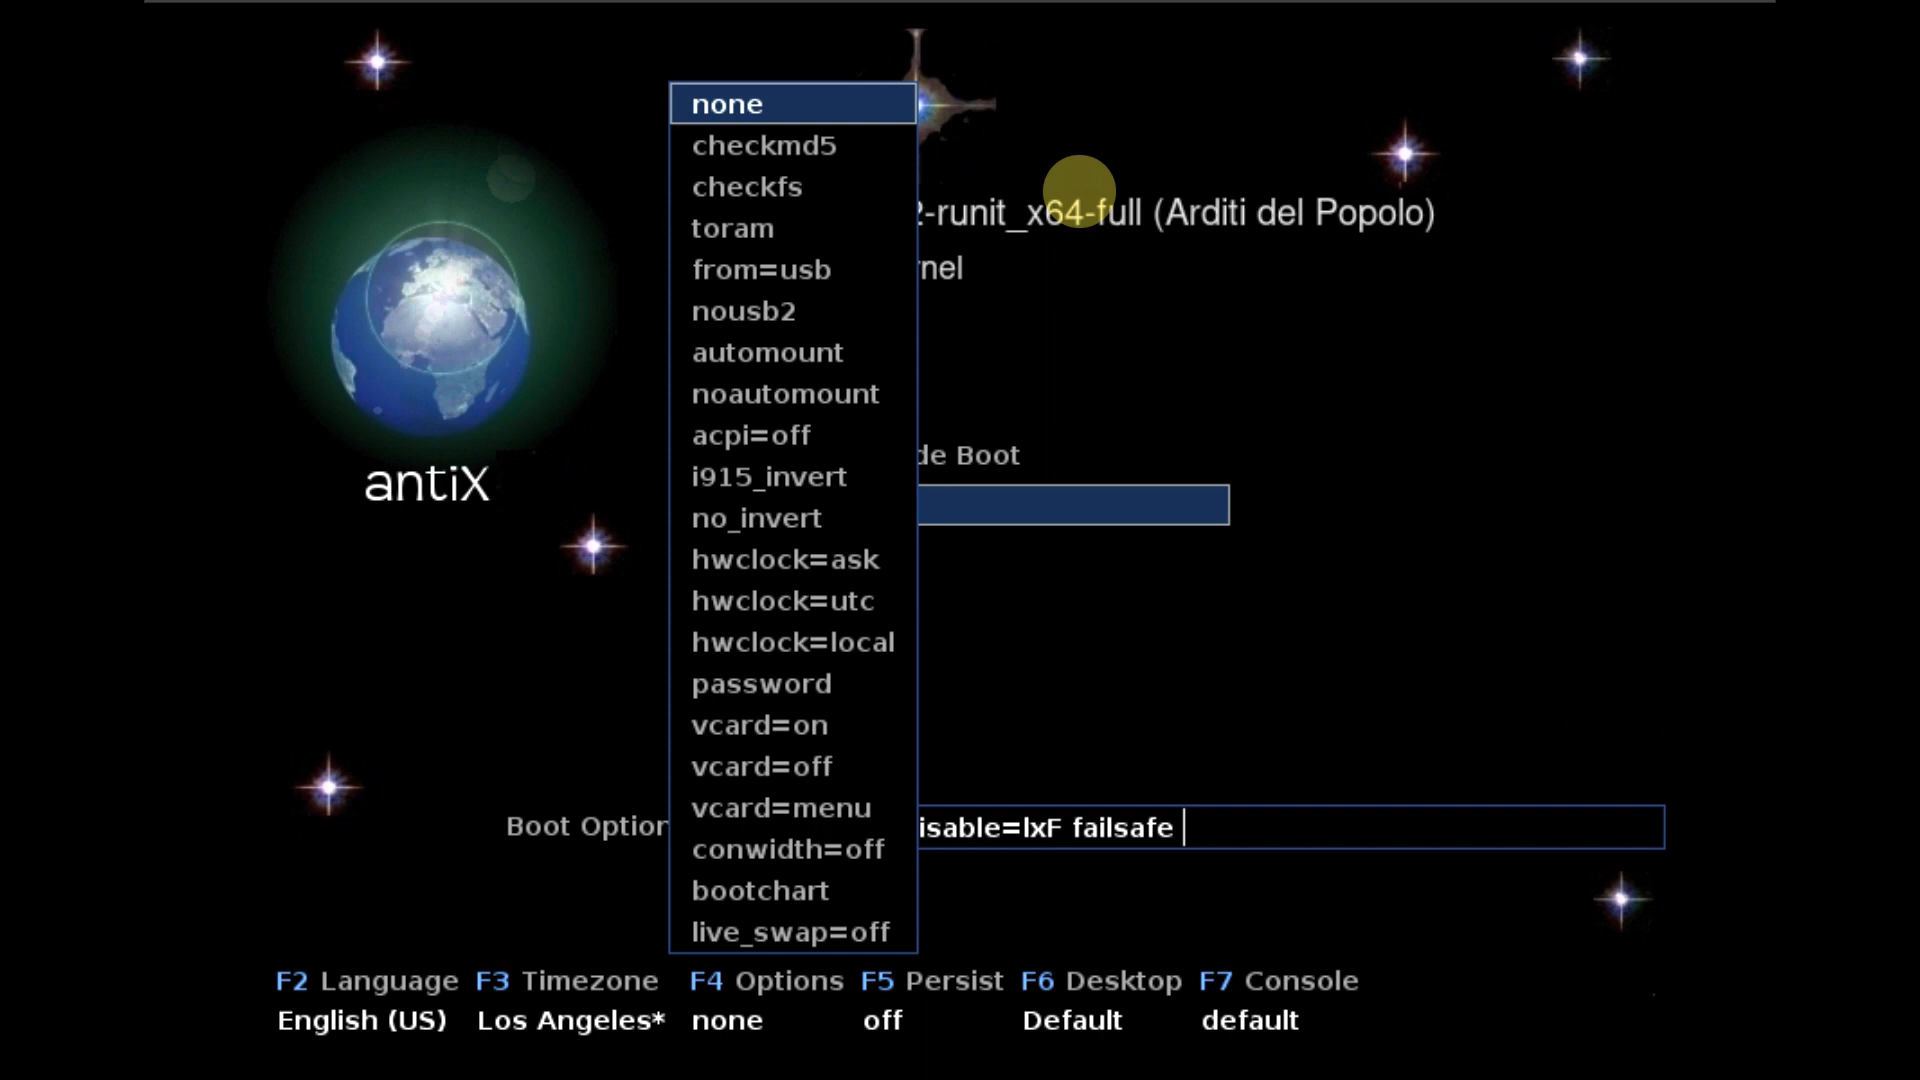 none
checkmd5
checkfs
toram
from=usb
nousb2
automount
noautomount
acpi=off
i915_invert
no_invert
hwclock=ask
hwclock=utc
hwclock=local
password
vcard=on
vcard=off
vcard=menu
conwidth=off
bootchart
live_swap=off
2-runit_x64-full (Arditi del Popolo)
rnel
antiX
de Boot
Boot Option
isable=lxF failsafe
F2 Language F3 Timezone F4 Options F5 Persist F6 Desktop F7 Console
English (US) Los Angeles* none off Default default